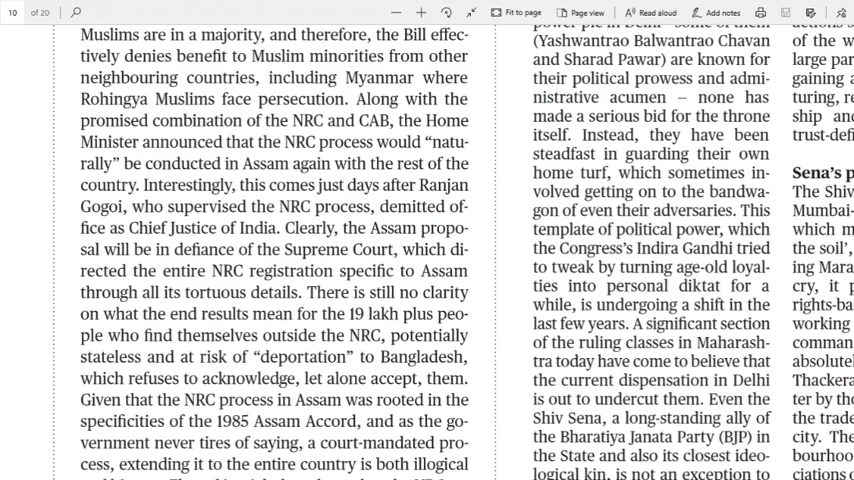 10 of 20
Fit to page
Page view
Read aloud
Add notes
Muslims are in a majority, and therefore, the Bill effec-
tively denies benefit to Muslim minorities from other
neighbouring countries, including Myanmar where
Rohingya Muslims face persecution. Along with the
promised combination of the NRC and CAB, the Home
Minister announced that the NRC process would “natu-
rally” be conducted in Assam again with the rest of the
country. Interestingly, this comes just days after Ranjan
Gogoi, who supervised the NRC process, demitted of-
fice as Chief Justice of India. Clearly, the Assam propo-
sal will be in defiance of the Supreme Court, which di-
rected the entire NRC registration specific to Assam
through all its tortuous details. There is still no clarity
on what the end results mean for the 19 lakh plus peo-
ple who find themselves outside the NRC, potentially
stateless and at risk of “deportation” to Bangladesh,
which refuses to acknowledge, let alone accept, them.
Given that the NRC process in Assam was rooted in the
specificities of the 1985 Assam Accord, and as the go-
vernment never tires of saying, a court-mandated pro-
cess, extending it to the entire country is both illogical
(Yashwantrao Balwantrao Chavan
and Sharad Pawar) are known for
their political prowess and admi-
nistrative acumen — none has
made a serious bid for the throne
itself. Instead, they have been
steadfast in guarding their own
home turf, which sometimes in-
volved getting on to the bandwa-
gon of even their adversaries. This
template of political power, which
the Congress’s Indira Gandhi tried
to tweak by turning age-old loyal-
ties into personal diktat for a
while, is undergoing a shift in the
last few years. A significant section
of the ruling classes in Maharash-
tra today have come to believe that
the current dispensation in Delhi
is out to undercut them. Even the
Shiv Sena, a long-standing ally of
the Bharatiya Janata Party (BJP) in
the State and also its closest ideo-
logical kin, is not an exception to
of the w
large par
gaining a
turing, re
ship and
trust-defi
Sena’s p
The Shiv
Mumbai-
which m
the soil’,
ing Mara
cry, it p
rights-ba
working
comman
absolutel
Thackera
ter by tho
the trade
city. The
bourhoo
ciations o